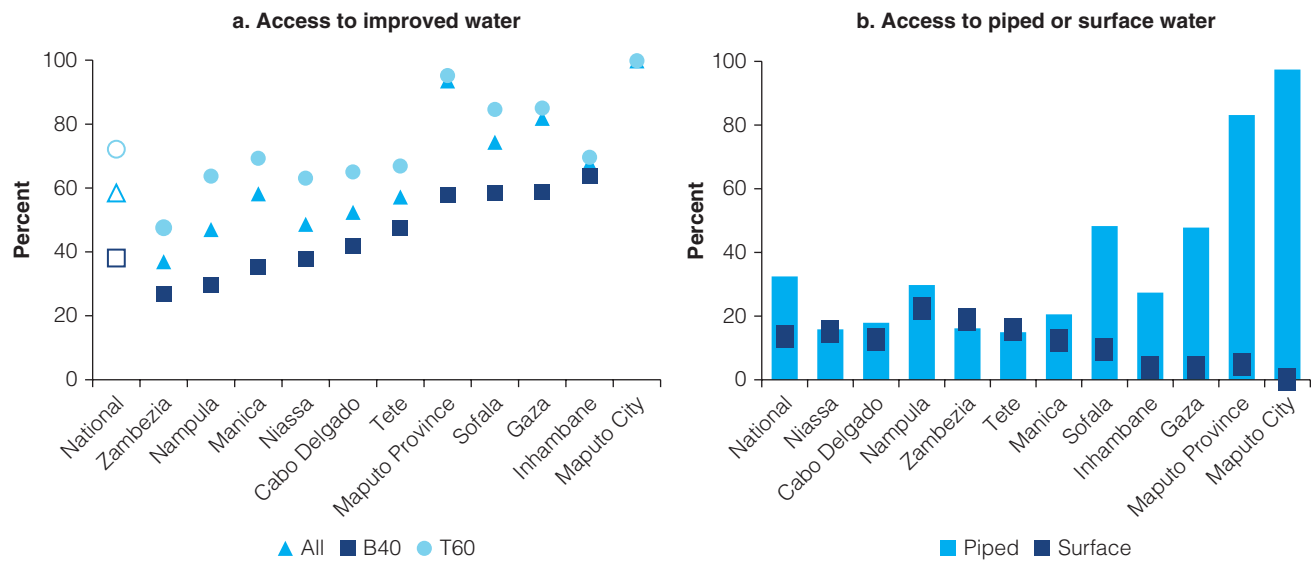 a. Access to improved water
100
80
60
40
20
0
Percent
National
Zambezia
Nampula
Manica
Niassa
Cabo Delgado
Tete
Maputo Province
Sofala
Gaza
Inhambane
Maputo City
All B40 T60
b. Access to piped or surface water
100
80
60
40
20
0
Percent
National
Niassa
Cabo Delgado
Nampula
Zambezia
Tete
Manica
Sofala
Inhambane
Gaza
Maputo Province
Maputo City
Piped Surface